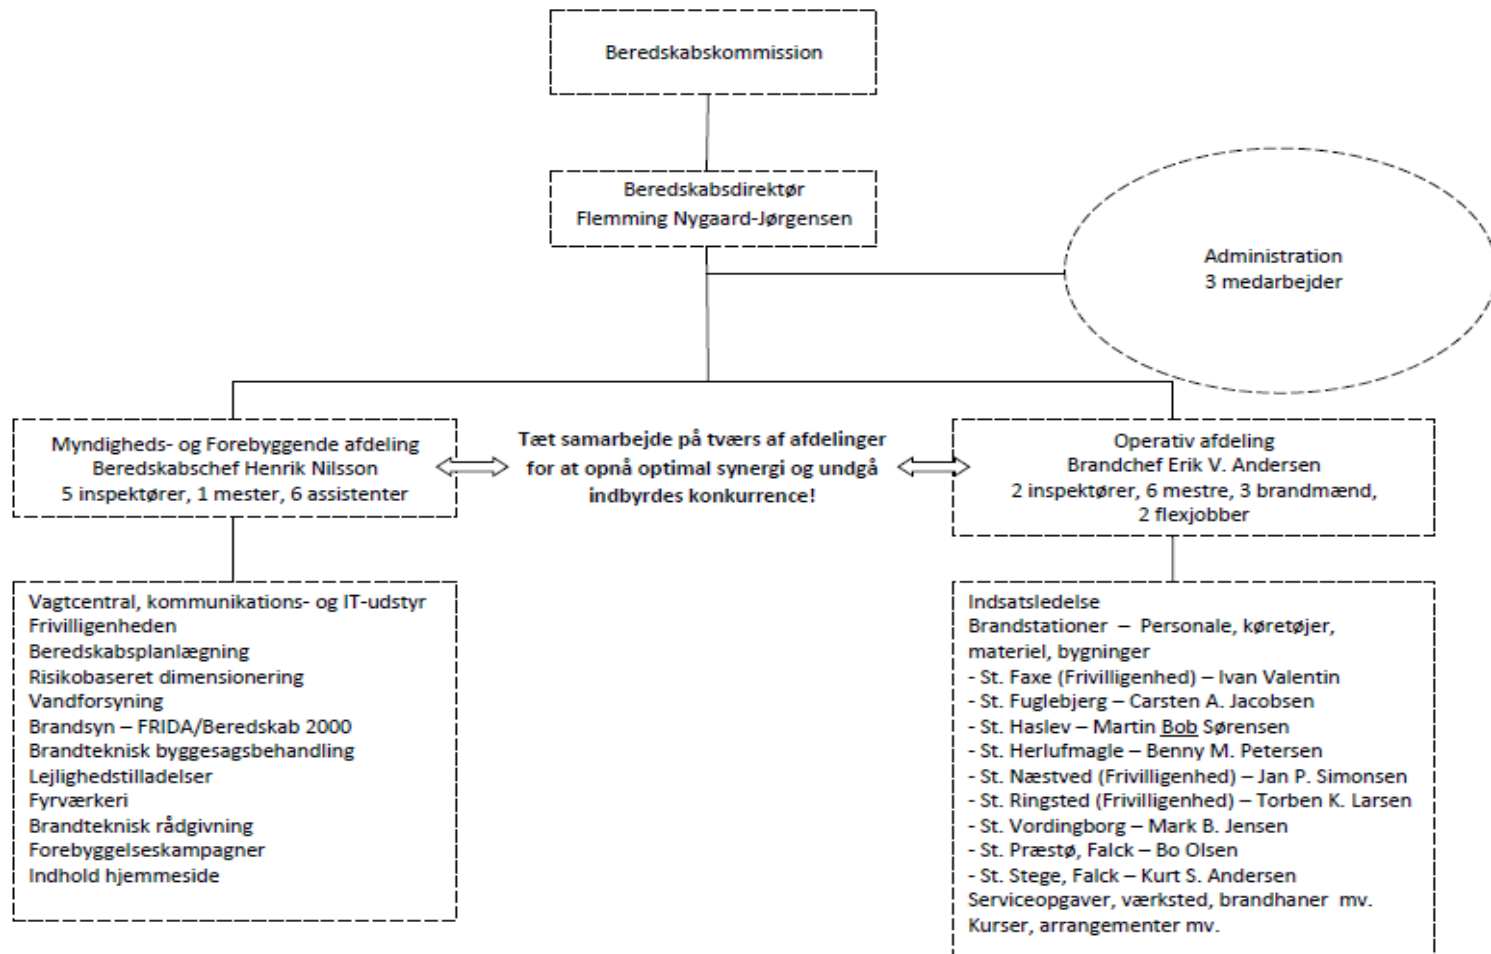 Beredskabskommission
Beredskabsdirektør
Flemming Nygaard-Jørgensen
Administration
3 medarbejder
Myndigheds- og Forebyggende afdeling
Beredskabschef Henrik Nilsson
5 inspektører, 1 mester, 6 assistenter
Tæt samarbejde på tværs af afdelinger
for at opnå optimal synergi og undgå
indbyrdes konkurrence!
Operativ afdeling
Brandchef Erik V. Andersen
2 inspektører, 6 mestre, 3 brandmænd,
2 flexjobber
Vagtcentral, kommunikations- og IT-udstyr
Frivilligenheden
Beredskabsplanlægning
Risikobaseret dimensionering
Vandforsyning
Brandsyn – FRIDA/Beredskab 2000
Brandteknisk byggesagsbehandling
Lejlighedstilladelser
Fyrværkeri
Brandteknisk rådgivning
Forebyggelseskampagner
Indhold hjemmeside
Indsatsledelse
Brandstationer – Personale, køretøjer,
materiel, bygninger
- St. Faxe (Frivilligenhed) – Ivan Valentin
- St. Fuglebjerg – Carsten A. Jacobsen
- St. Haslev – Martin Bob Sørensen
- St. Herlufmagle – Benny M. Petersen
- St. Næstved (Frivilligenhed) – Jan P. Simonsen
- St. Ringsted (Frivilligenhed) – Torben K. Larsen
- St. Vordingborg – Mark B. Jensen
- St. Præstø, Falck – Bo Olsen
- St. Stege, Falck – Kurt S. Andersen
Serviceopgaver, værksted, brandhaner mv.
Kurser, arrangementer mv.